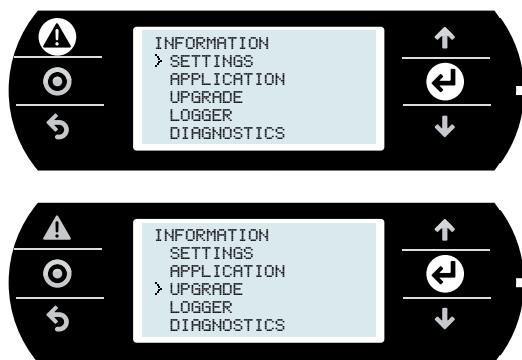 INFORMATION
> SETTINGS
APPLICATION
UPGRADE
LOGGER
DIAGNOSTICS
INFORMATION
SETTINGS
APPLICATION
> UPGRADE
LOGGER
DIAGNOSTICS